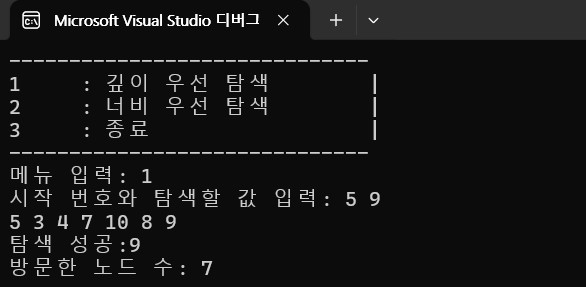 Microsoft Visual Studio 디버그
------------------------------
1 : 깊이 우선 탐색 |
2 : 너비 우선 탐색 |
3 : 종료 |
------------------------------
메뉴 입력: 1
시작 번호와 탐색할 값 입력: 5 9
5 3 4 7 10 8 9
탐색 성공:9
방문한 노드 수: 7